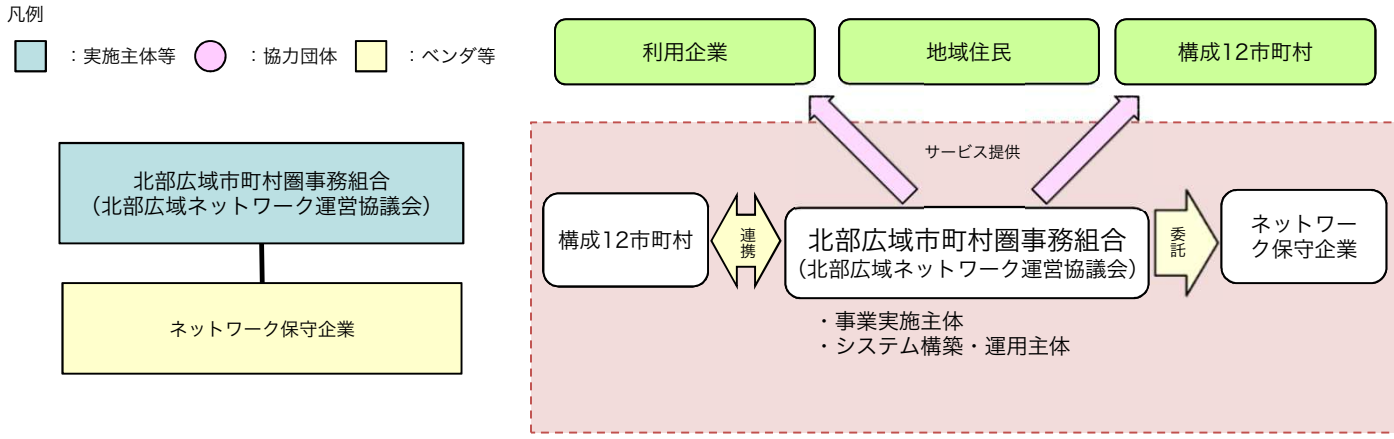 凡例
：実施主体等
：協力団体
：ベンダ等
北部広域市町村圏事務組合
（北部広域ネットワーク運営協議会）
ネットワーク保守企業
利用企業
地域住民
構成12市町村
サービス提供
構成12市町村
連携
北部広域市町村圏事務組合
（北部広域ネットワーク運営協議会）
委託
ネットワー
ク保守企業
・事業実施主体
・システム構築・運用主体